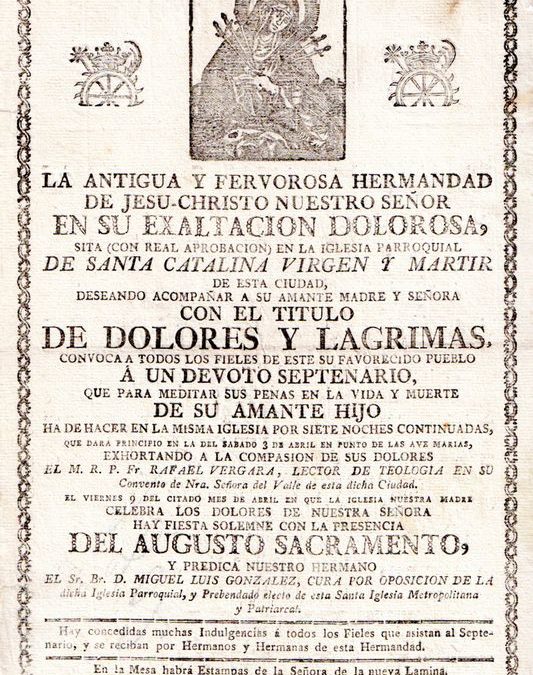 LA ANTIGUA Y FERVOROSA HERMANDAD
DE JESU-CHRISTO NUESTRO SEÑOR
EN SU EXALTACION DOLOROSA,
SITA (CON REAL APROBACION) EN LA IGLESIA PARROQUIAL
DE SANTA CATALINA VIRGEN Y MARTIR
DE ESTA CIUDAD,
DESEANDO ACOMPAÑAR A SU AMANTE MADRE Y SEÑORA
CON EL TITULO
DE DOLORES Y LAGRIMAS,
CONVOCA A TODOS LOS FIELES DE ESTE SU FAVORECIDO PUEBLO
Á UN DEVOTO SEPTENARIO,
QUE PARA MEDITAR SUS PENAS EN LA VIDA Y MUERTE
DE SU AMANTE HIJO
HA DE HACER EN LA MISMA IGLESIA POR SIETE NOCHES CONTINUADAS,
QUE DARA PRINCIPIO EN LA DEL SABADO 3 DE ABRIL EN PUNTO DE LAS AVE MARIAS,
EXHORTANDO A LA COMPASION DE SUS DOLORES
EL M. R. P. Fr. RAFAEL VERGARA, LECTOR DE TEOLOGIA EN SU
Convento de Nra. Señora del Valle de esta dicha Ciudad.
EL VIERNES 9 DEL CITADO MES DE ABRIL EN QUE LA IGLESIA NUESTRA MADRE
CELEBRA LOS DOLORES DE NUESTRA SEÑORA
HAY FIESTA SOLEMNE CON LA PRESENCIA
DEL AUGUSTO SACRAMENTO,
Y PREDICA NUESTRO HERMANO
EL Sr. Br. D. MIGUEL LUIS GONZALEZ, CURA POR OPOSICION DE LA
dicha Iglesia Parroquial, y Prebendado electo de esta Santa Iglesia Metropolitana
y Patriarcal.
Hay concedidas muchas Indulgencias á todos los Fieles que asistan al Septe-
nario, y se reciban por Hermanos y Hermanas de esta Hermandad.
En la Mesa habrá Estampas de la Señora de la nueva Lamina.